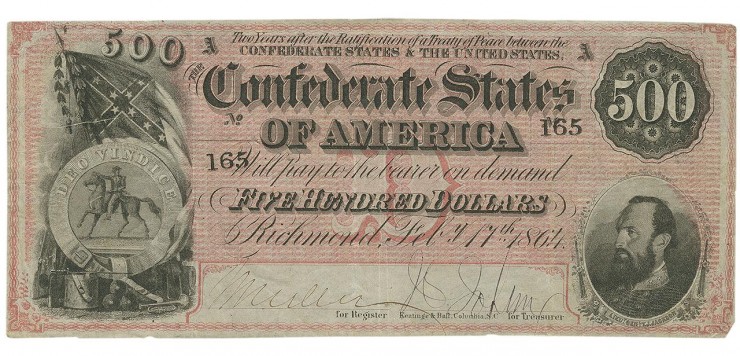 500 A Two Years after the Ratification of a Treaty of Peace between the A
CONFEDERATE STATES & THE UNITED STATES,
THE Confederate States 500
No OF AMERICA No 165
165 Will pay to the bearer on demand
DEO VINDICE
FIVE HUNDRED DOLLARS
Richmond, Feby. 17th 1864.
for Register Keatinge & Ball, Columbia, S.C. for Treasurer